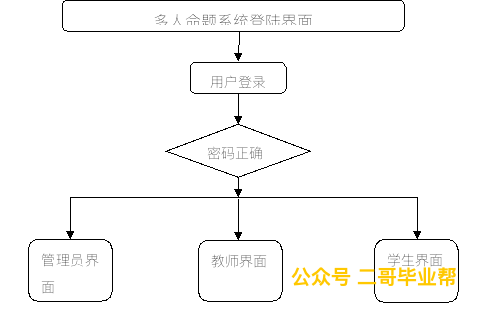 多人命题系统登陆界面
用户登录
密码正确
管理员界
面
教师界面
学生界面
公众号 二哥毕业帮